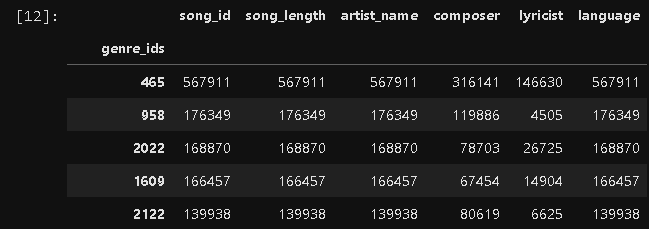 [12]:
song_id song_length artist_name composer lyricist language
genre_ids
465 567911 567911 567911 316141 146630 567911
958 176349 176349 176349 119886 4505 176349
2022 168870 168870 168870 78703 26725 168870
1609 166457 166457 166457 67454 14904 166457
2122 139938 139938 139938 80619 6625 139938